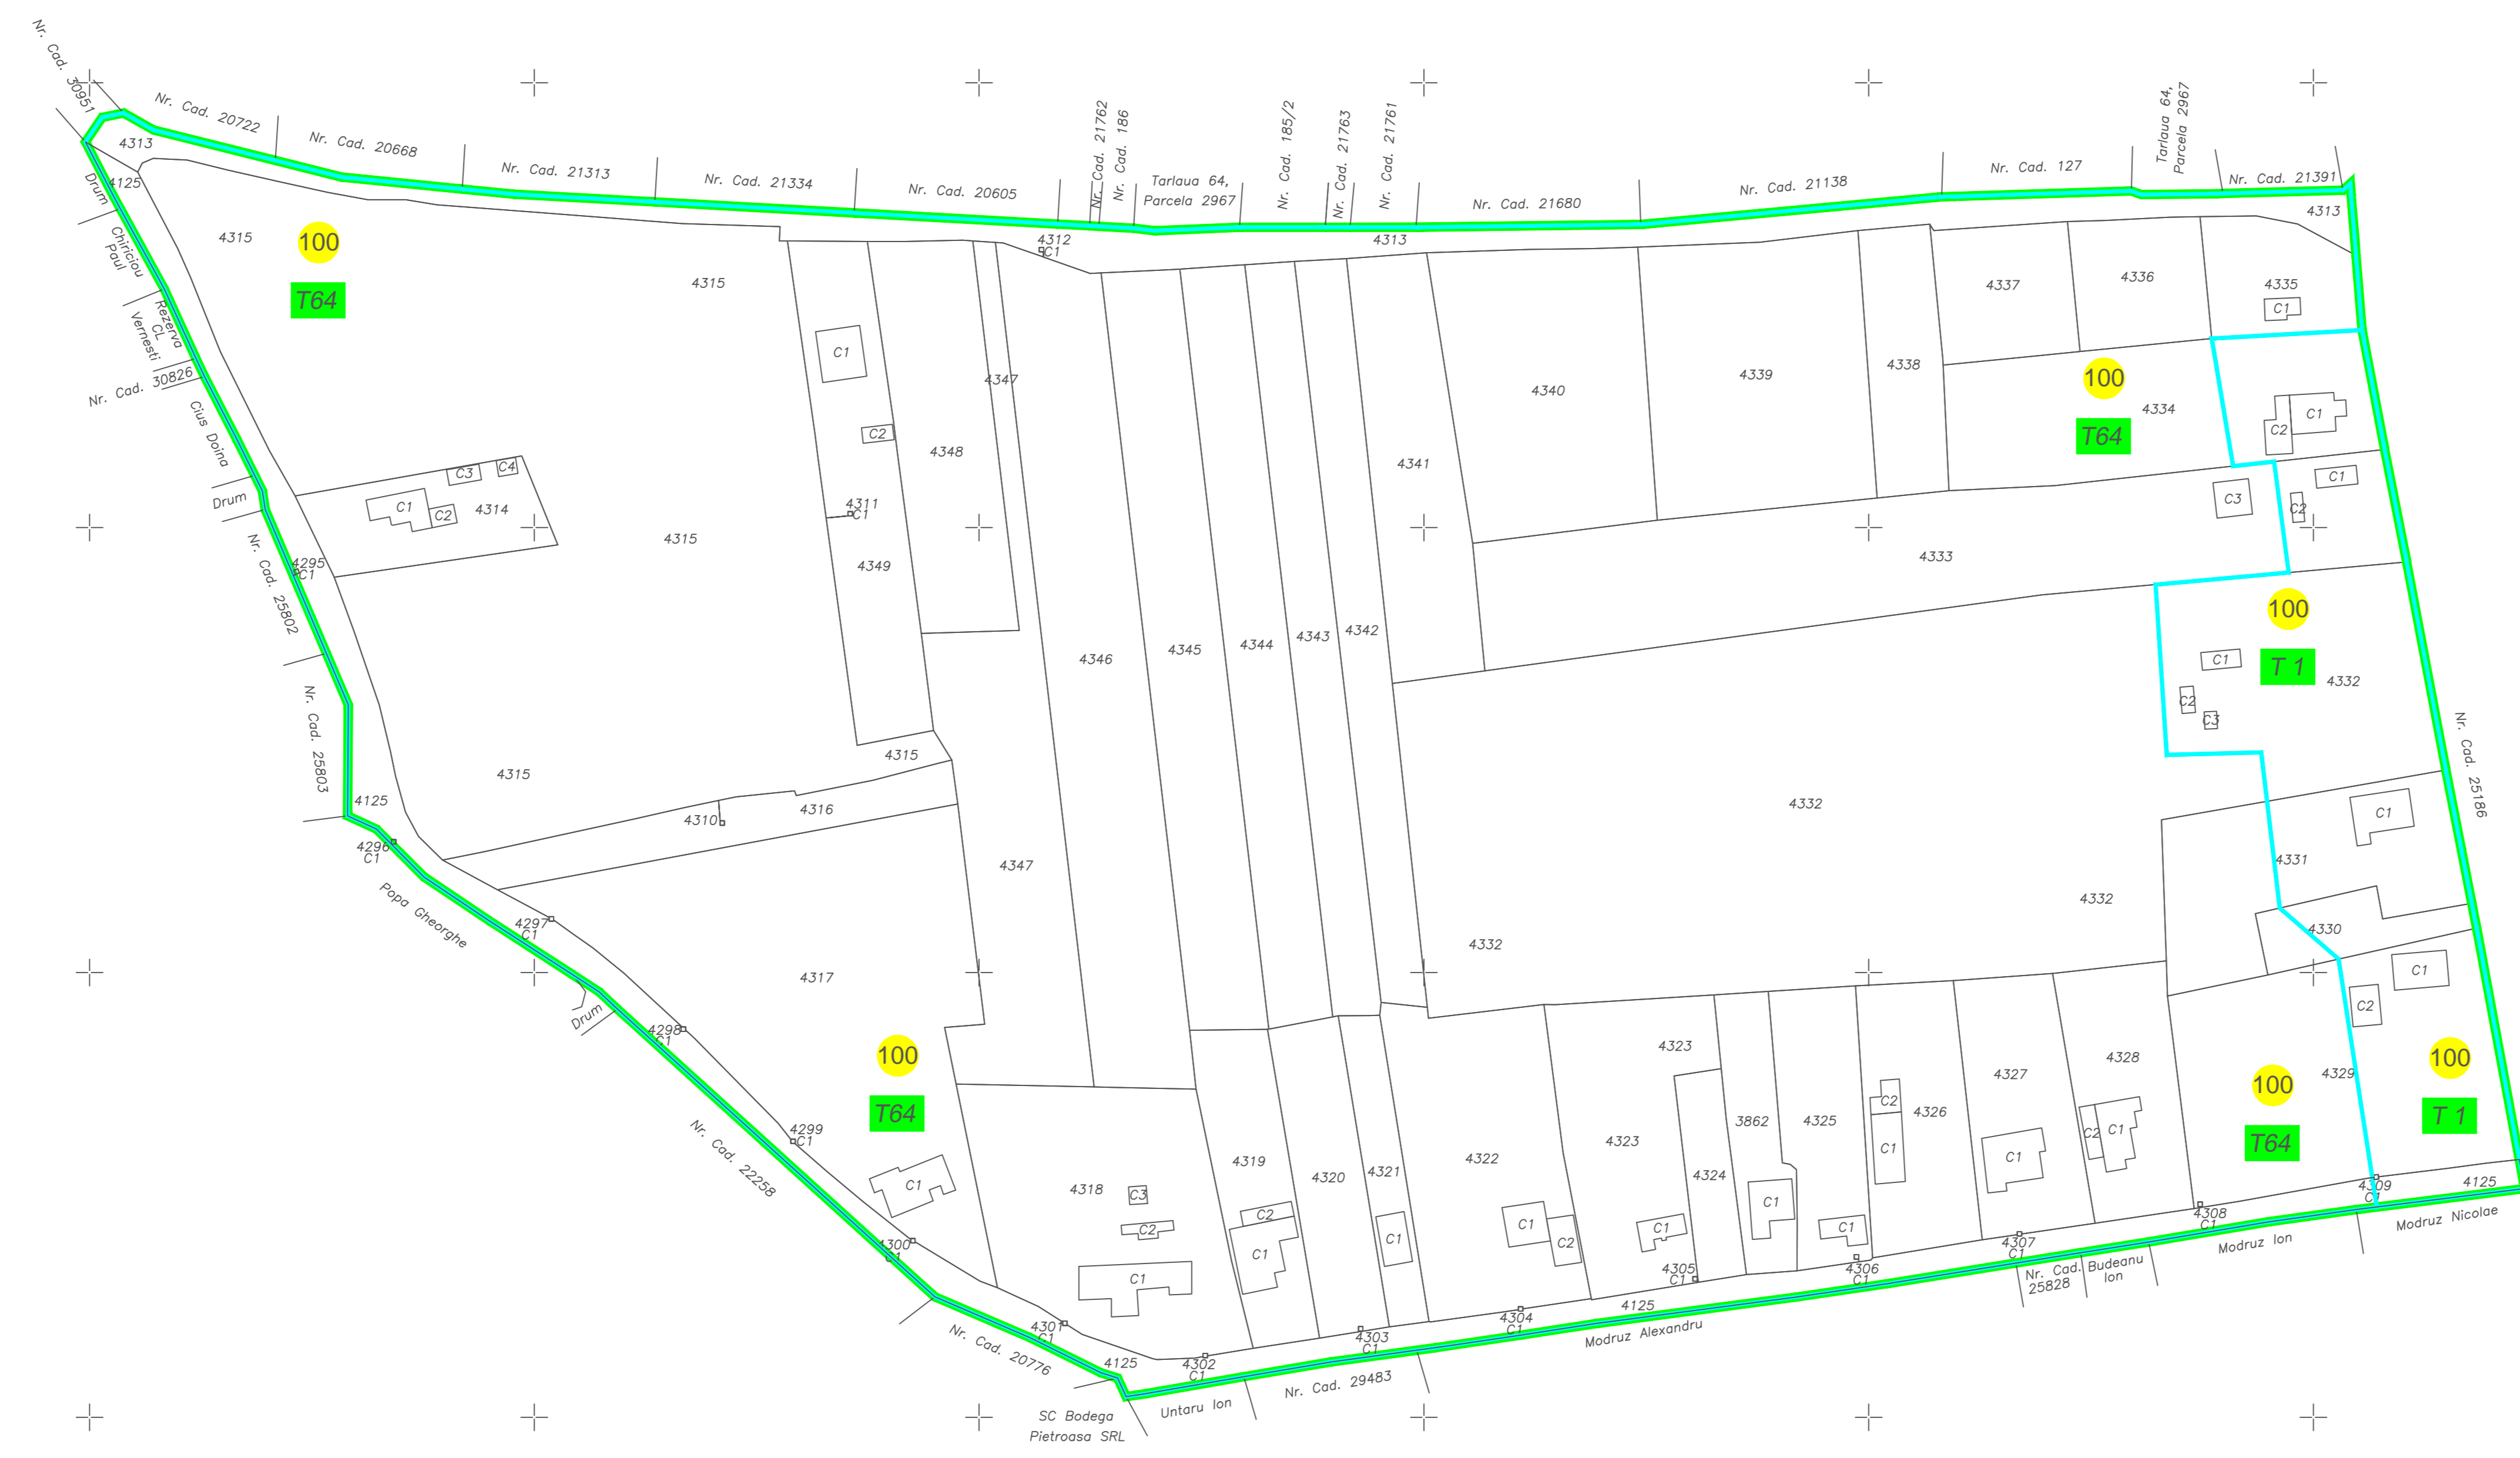 Nr. Cad. 30951
Nr. Cad. 20722
Nr. Cad. 20668
Nr. Cad. 21313
Nr. Cad. 21334
Nr. Cad. 20605
Nr. Cad. 21762
Nr. Cad. 186
Tarlaua 64,
Parcela 2967
Nr. Cad. 185/2
Nr. Cad. 21763
Nr. Cad. 21761
Nr. Cad. 21680
Nr. Cad. 21138
Nr. Cad. 127
Tarlaua 64,
Parcela 2967
Nr. Cad. 21391
4313
4125
Drum
4315
100
T64
4312
C1
4313
4313
Chiriciou
Paul
Rezerva
CL
Vernesti
Nr. Cad. 30826
Cius Doina
Drum
4315
C1
C2
4347
4348
4311
C1
4349
4337
4336
4335
C1
4340
4339
4338
100
T64
4334
C1
C2
4341
C1
C2
C3
4333
C3
C4
C1
C2
4314
4315
4295
C1
Nr. Cad. 25802
Nr. Cad. 25803
4346
4345
4344
4343
4342
100
T 1
4332
C1
C2
C3
Nr. Cad. 25186
4315
4315
4125
4310
4316
4296
C1
Popa Gheorghe
4347
4332
4332
4332
C1
4331
4330
4297
C1
4317
Drum
4298
C1
100
T64
4299
C1
Nr. Cad. 22258
C1
4300
C1
4318
C3
C2
C1
4319
C2
C1
4320
4321
C1
4322
C1
C2
4323
4323
4324
C1
3862
C1
4325
C1
C2
C1
4326
4327
C1
4328
C2
C1
100
T64
4329
C1
C2
100
T 1
4301
C1
Nr. Cad. 20776
4125
4302
C1
4303
C1
4304
C1
4125
4305
C1
4306
C1
4307
C1
4308
C1
4309
C1
4125
SC Bodega
Pietroasa SRL
Untaru Ion
Nr. Cad. 29483
Modruz Alexandru
Nr. Cad.
25828
Budeanu
Ion
Modruz Ion
Modruz Nicolae